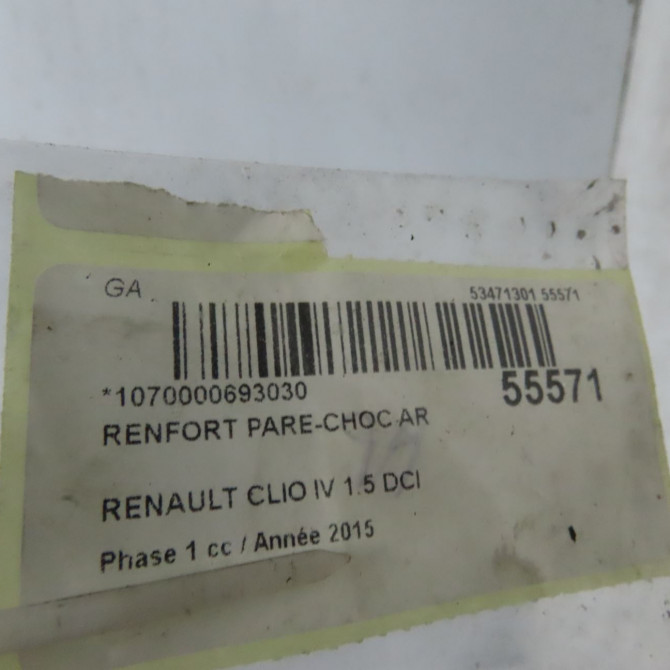 GA
53471301 55571
*1070000693030
55571
RENFORT PARE-CHOC AR
RENAULT CLIO IV 1.5 DCI
Phase 1 cc / Année 2015